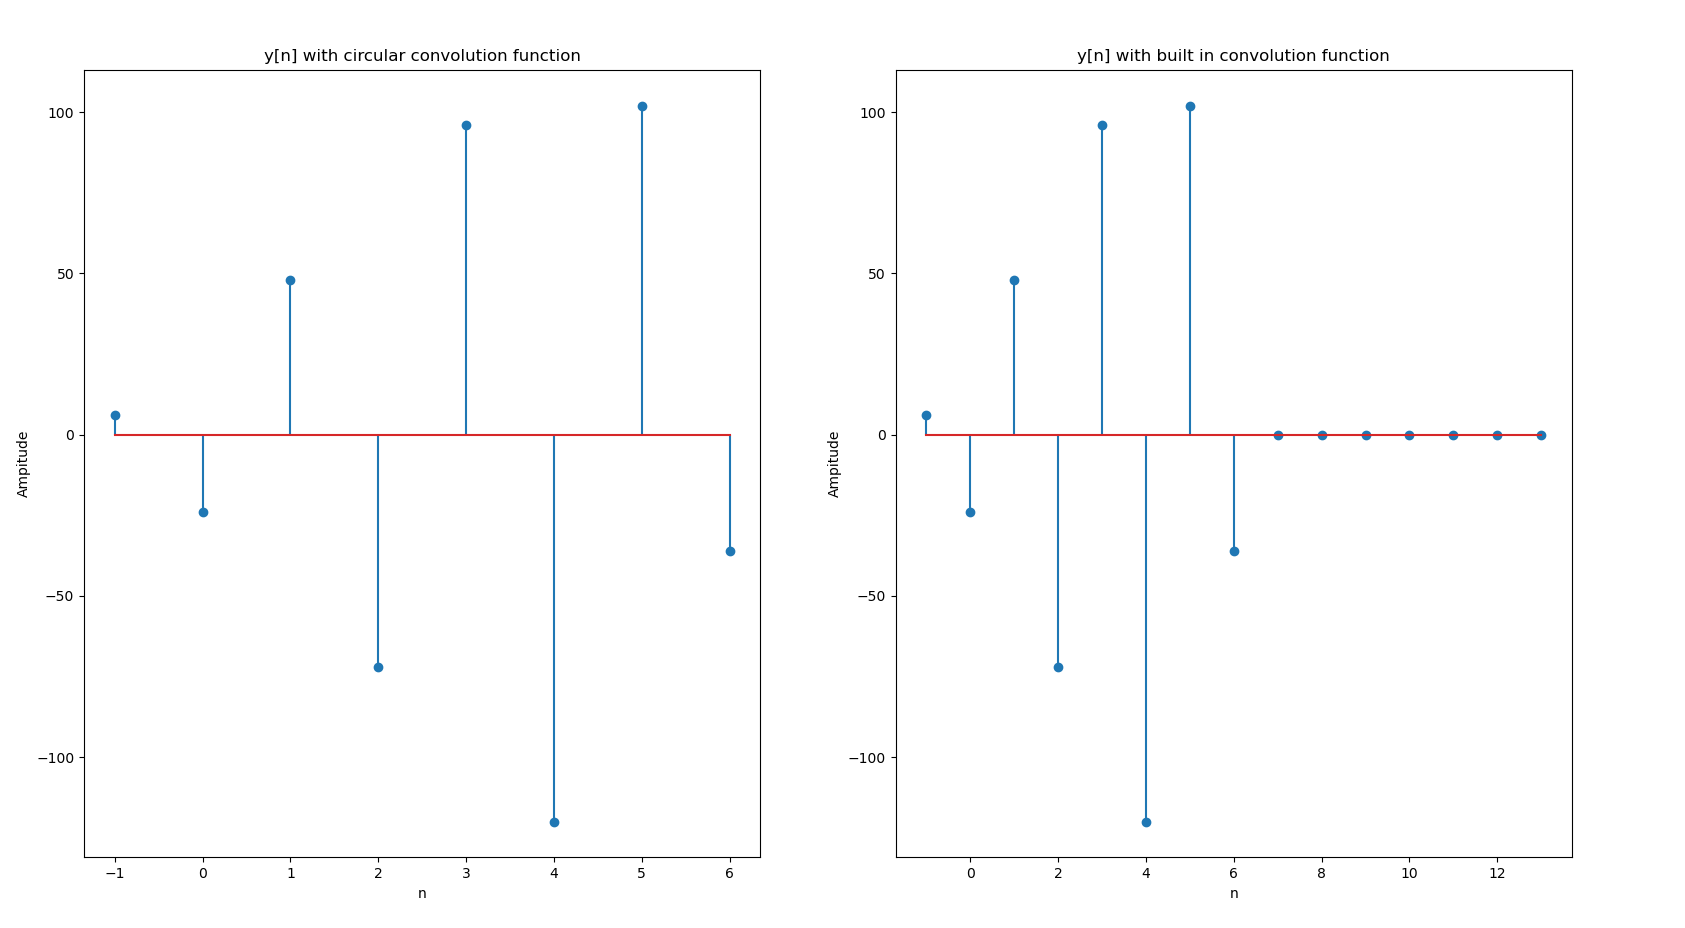 y[n] with circular convolution function
100
50
0
−50
−100
Ampitude
−1 0 1 2 3 4 5 6
n
y[n] with built in convolution function
100
50
0
−50
−100
Ampitude
0 2 4 6 8 10 12
n